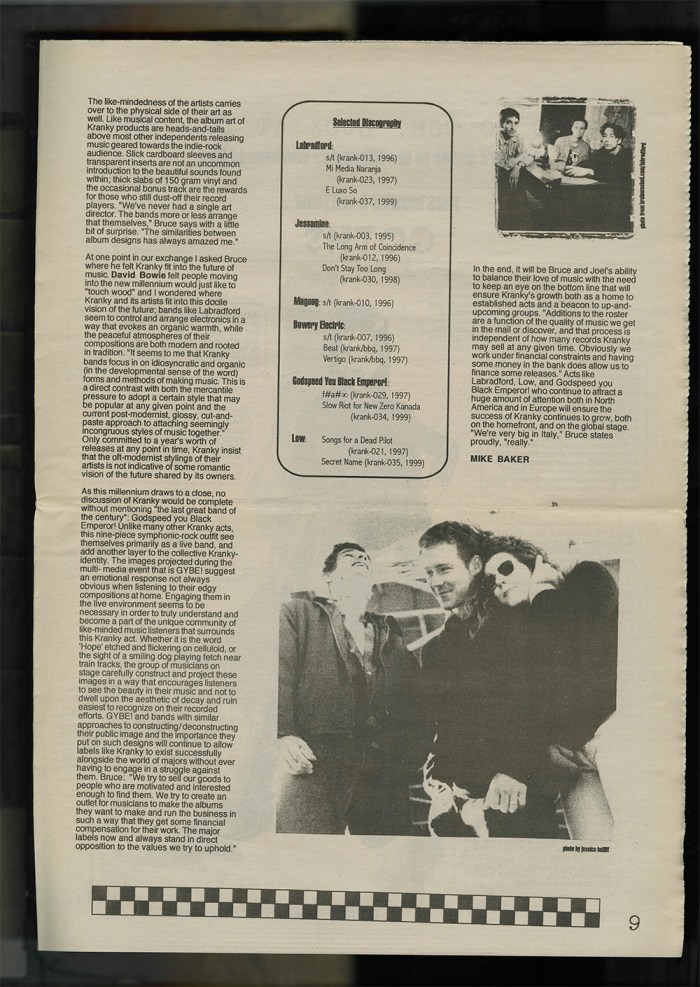 The like-mindedness of the artists carries
over to the physical side of their art as
well. Like musical content, the album art of
Kranky products are heads-and-tails
above most other independents releasing
music geared towards the indie-rock
audience. Slick cardboard sleeves and
transparent inserts are not an uncommon
introduction to the beautiful sounds found
within; thick slabs of 150 gram vinyl and
the occasional bonus track are the rewards
for those who still dust-off their record
players. "We've never had a single art
director. The bands more or less arrange
that themselves," Bruce says with a little
bit of surprise. "The similarities between
album designs has always amazed me."
At one point in our exchange I asked Bruce
where he felt Kranky fit into the future of
music. David Bowie felt people moving
into the new millennium would just like to
"touch wood" and I wondered where
Kranky and its artists fit into this docile
vision of the future; bands like Labradford
seem to control and arrange electronics in a
way that evokes an organic warmth, while
the peaceful atmospheres of their
compositions are both modern and rooted
in tradition. "It seems to me that Kranky
bands focus in on idiosyncratic and organic
(in the developmental sense of the word)
forms and methods of making music. This is
a direct contrast with both the mercantile
pressure to adopt a certain style that may
be popular at any given point and the
current post-modernist, glossy, cut-and-
paste approach to attaching seemingly
incongruous styles of music together."
Only committed to a year's worth of
releases at any point in time, Kranky insist
that the oft-modernist stylings of their
artists is not indicative of some romantic
vision of the future shared by its owners.
As this millennium draws to a close, no
discussion of Kranky would be complete
without mentioning "the last great band of
the century": Godspeed you Black
Emperor! Unlike many other Kranky acts,
this nine-piece symphonic-rock outfit see
themselves primarily as a live band, and
add another layer to the collective Kranky-
identity. The images projected during the
multi- media event that is GYBE! suggest
an emotional response not always
obvious when listening to their edgy
compositions at home. Engaging them in
the live environment seems to be
necessary in order to truly understand and
become a part of the unique community of
like-minded music listeners that surrounds
this Kranky act. Whether it is the word
'Hope' etched and flickering on celluloid, or
the sight of a smiling dog playing fetch near
train tracks, the group of musicians on
stage carefully construct and project these
images in a way that encourages listeners
to see the beauty in their music and not to
dwell upon the aesthetic of decay and ruin
easiest to recognize on their recorded
efforts. GYBE! and bands with similar
approaches to constructing/deconstructing
their public image and the importance they
put on such designs will continue to allow
labels like Kranky to exist successfully
alongside the world of majors without ever
having to engage in a struggle against
them. Bruce: "We try to sell our goods to
people who are motivated and interested
enough to find them. We try to create an
outlet for musicians to make the albums
they want to make and run the business in
such a way that they get some financial
compensation for their work. The major
labels now and always stand in direct
opposition to the values we try to uphold."
Selected Discography
Labradford:
s/t (krank-013, 1996)
Mi Media Naranja
(krank-023, 1997)
E Luxo So
(krank-037, 1999)
Jessamine:
s/t (krank-003, 1995)
The Long Arm of Coincidence
(krank-012, 1996)
Don't Stay Too Long
(krank-030, 1998)
Magnog: s/t (krank-010, 1996)
Bowery Electric:
s/t (krank-007, 1996)
Beat (krank/bbq, 1997)
Vertigo (krank/bbq, 1997)
Godspeed You Black Emperor!:
f#a#∞ (krank-029, 1997)
Slow Riot for New Zero Kanada
(krank-034, 1999)
Low: Songs for a Dead Pilot
(krank-021, 1997)
Secret Name (krank-035, 1999)
In the end, it will be Bruce and Joel's ability
to balance their love of music with the need
to keep an eye on the bottom line that will
ensure Kranky's growth both as a home to
established acts and a beacon to up-and-
upcoming groups. "Additions to the roster
are a function of the quality of music we get
in the mail or discover, and that process is
independent of how many records Kranky
may sell at any given time. Obviously we
work under financial constraints and having
some money in the bank does allow us to
finance some releases." Acts like
Labradford, Low, and Godspeed you
Black Emperor! who continue to attract a
huge amount of attention both in North
America and in Europe will ensure the
success of Kranky continues to grow, both
on the homefront, and on the global stage.
"We're very big in Italy," Bruce states
proudly, "really."
MIKE BAKER
photo by jessica
9